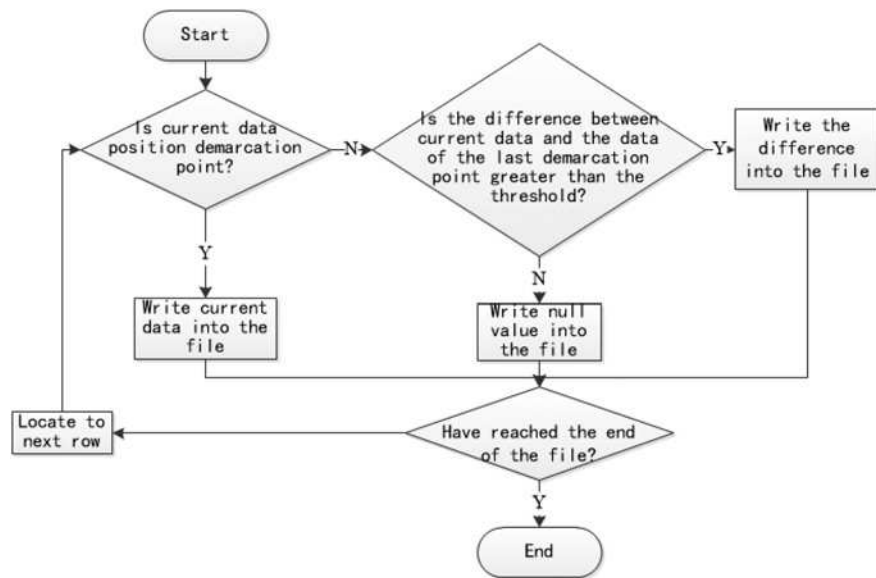 Start
Is current data
position demarcation
point?
N
Is the difference between
current data and the data
of the last demarcation
point greater than the
threshold?
Y
Write the
difference
into the file
Y
Write current
data into the
file
N
Write null
value into
the file
Locate to
next row
Have reached the end
of the file?
Y
End